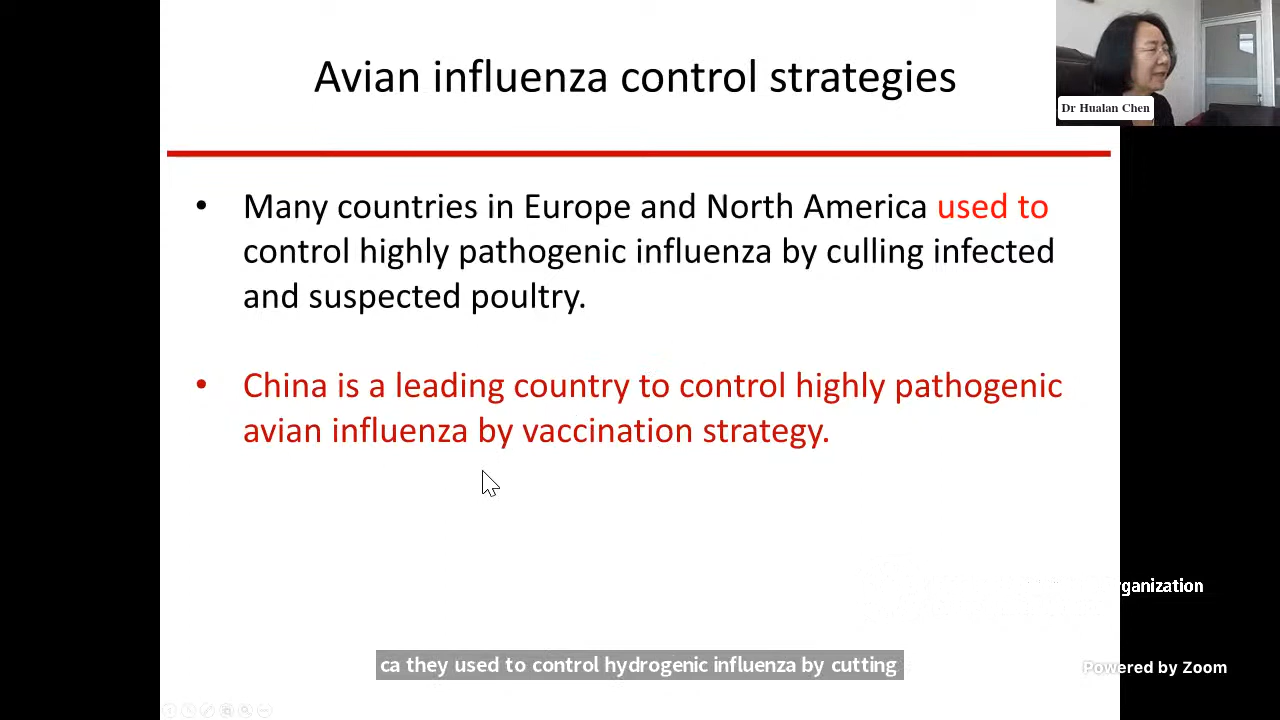 Avian influenza control strategies
Dr Hualan Chen
• Many countries in Europe and North America used to
control highly pathogenic influenza by culling infected
and suspected poultry.
• China is a leading country to control highly pathogenic
avian influenza by vaccination strategy.
rganization
ca they used to control hydrogenic influenza by cutting
Powered by Zoom